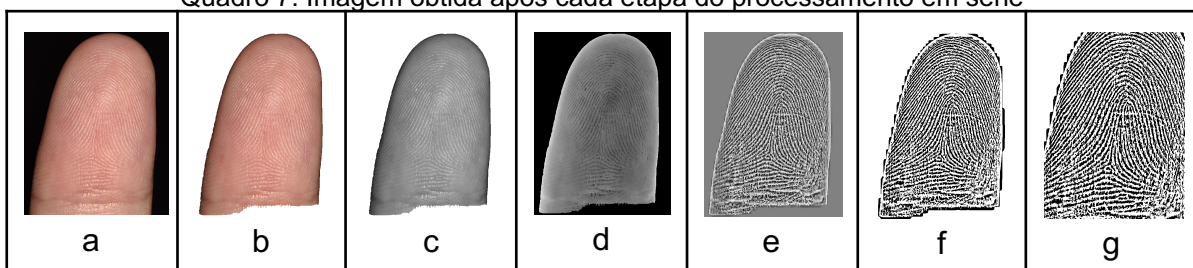 Quadro 7. Imagem obtida após cada etapa do processamento em série
a b c d e f g